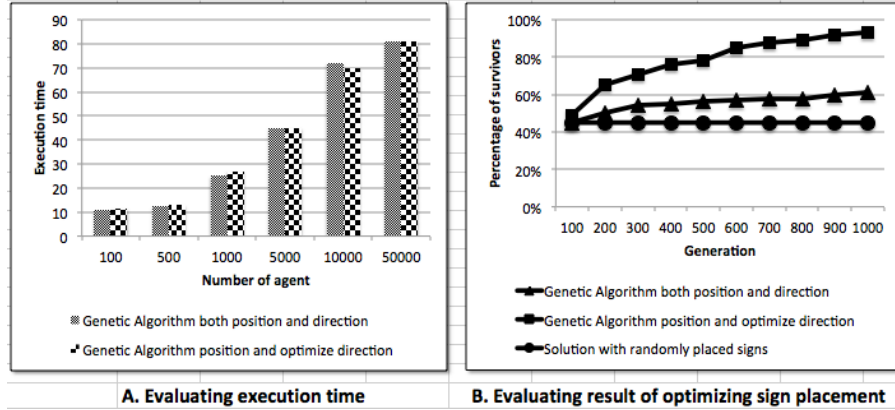 90
80
70
60
50
40
30
20
10
0
Execution time
100 500 1000 5000 10000 50000
Number of agent
Genetic Algorithm both position and direction
Genetic Algorithm position and optimize direction
A. Evaluating execution time
100%
80%
60%
40%
20%
0%
Percentage of survivors
100 200 300 400 500 600 700 800 900 1000
Generation
Genetic Algorithm both position and direction
Genetic Algorithm position and optimize direction
Solution with randomly placed signs
B. Evaluating result of optimizing sign placement